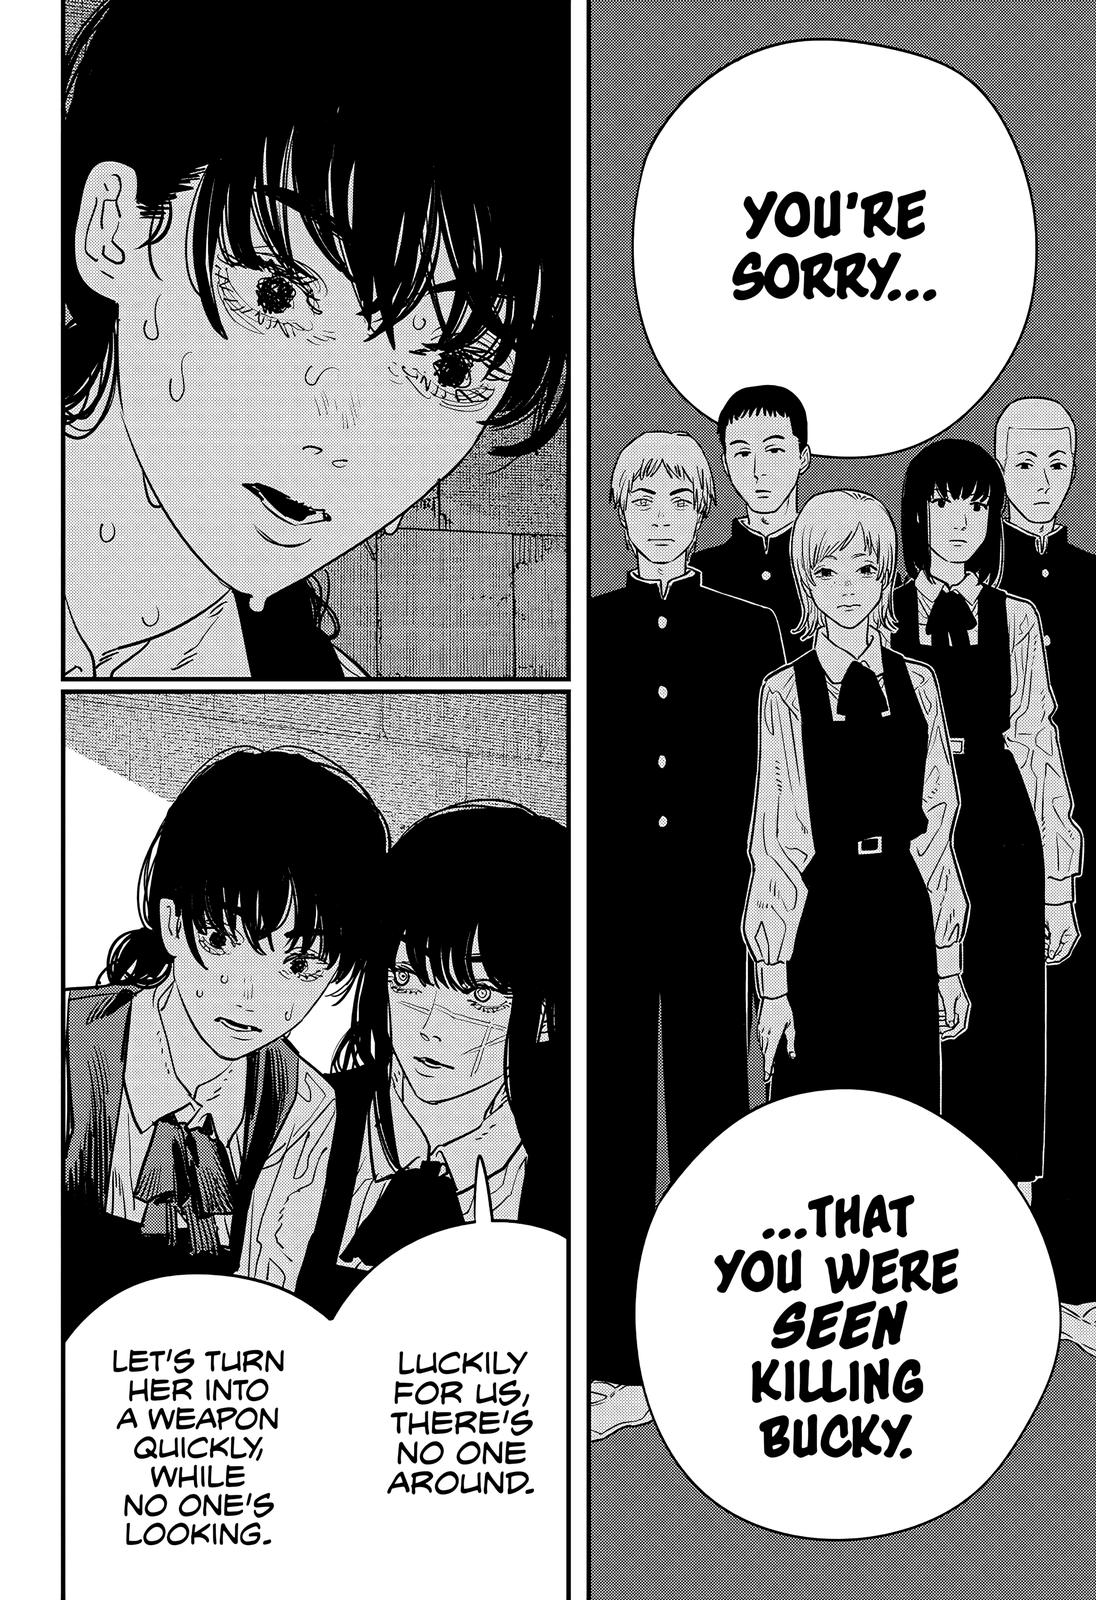 YOU'RE
SORRY...
...THAT
YOU WERE
SEEN
KILLING
BUCKY.
LUCKILY
FOR US,
THERE'S
NO ONE
AROUND.
LET'S TURN
HER INTO
A WEAPON
QUICKLY,
WHILE
NO ONE'S
LOOKING.